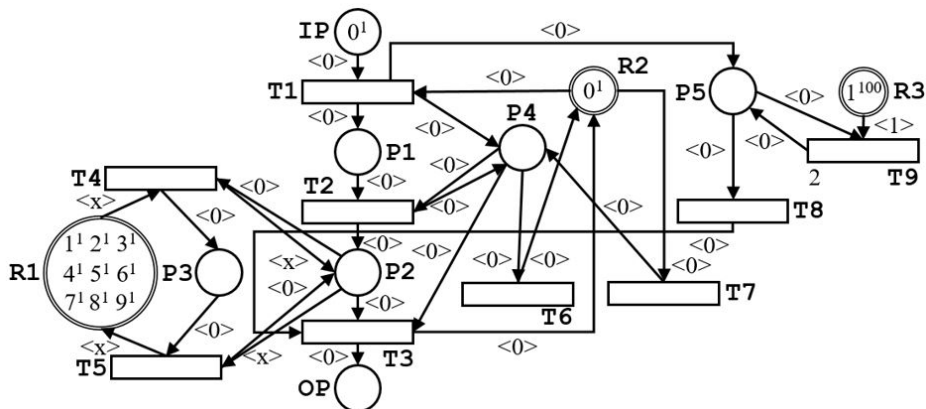 IP
0¹
<0>
<0>
T1
<0>
<0>
R2
0¹
P5
R3
1¹⁰⁰
<0>
<0>
P4
<0>
<1>
P1
<0>
<0>
<0>
T9
2
T4
<0>
<0>
T2
<0>
T8
<x>
<0>
<0>
<0>
<0>
R1
1¹ 2¹ 3¹
4¹ 5¹ 6¹
7¹ 8¹ 9¹
P3
<x>
P2
<0>
<0>
<0>
<0>
<0>
T6
T7
<0>
<x>
T5
<x>
<0>
T3
<0>
OP